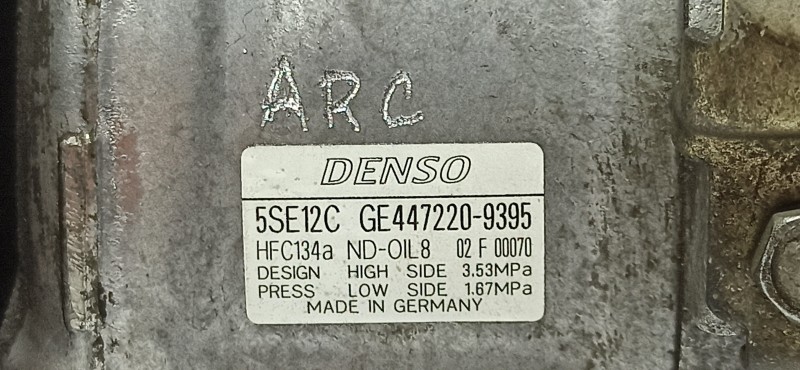 ARC
DENSO
5SE12C GE447220-9395
HFC134a ND-OIL8 02 F 00070
DESIGN HIGH SIDE 3.53MPa
PRESS LOW SIDE 1.67MPa
MADE IN GERMANY